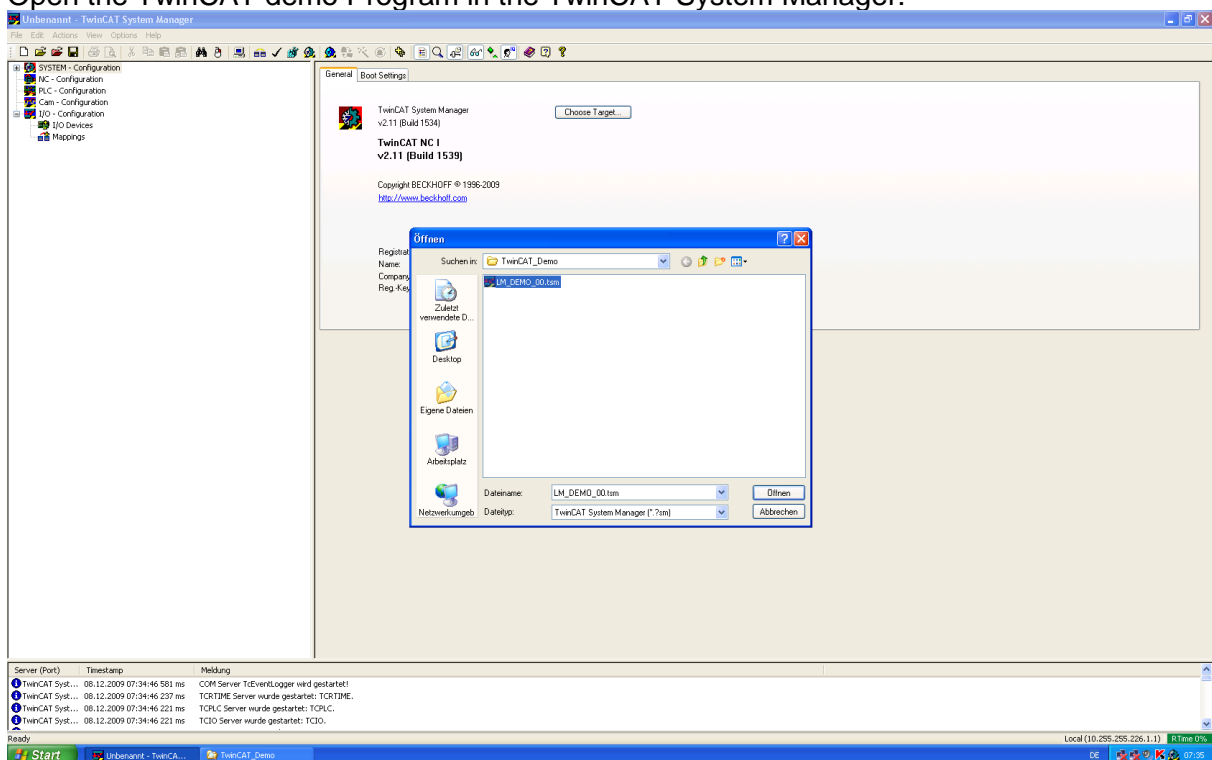 Open the TwinCAT demo Program in the TwinCAT System Manager.
Unbenannt - TwinCAT System Manager
File Edit Actions View Options Help
SYSTEM - Configuration
NC - Configuration
PLC - Configuration
Cam - Configuration
I/O - Configuration
I/O Devices
Mappings
General Boot Settings
TwinCAT System Manager
v2.11 (Build 1534)
Choose Target...
TwinCAT NC I
v2.11 (Build 1539)
Copyright BECKHOFF © 1996-2009
http://www.beckhoff.com
Registrat
Name:
Company
Reg.-Key
Öffnen
Suchen in: TwinCAT_Demo
LM_DEMO_00.tsm
Zuletzt
verwendete D...
Desktop
Eigene Dateien
Arbeitsplatz
Netzwerkumgeb
Dateiname: LM_DEMO_00.tsm Öffnen
Dateityp: TwinCAT System Manager (*.?sm) Abbrechen
Server (Port) Timestamp Meldung
TwinCAT Syst... 08.12.2009 07:34:46 581 ms COM Server TcEventLogger wird gestartet!
TwinCAT Syst... 08.12.2009 07:34:46 237 ms TCRTIME Server wurde gestartet: TCRTIME.
TwinCAT Syst... 08.12.2009 07:34:46 221 ms TCPLC Server wurde gestartet: TCPLC.
TwinCAT Syst... 08.12.2009 07:34:46 221 ms TCIO Server wurde gestartet: TCIO.
Ready Local (10.255.255.226.1.1) RTime 0%
Start Unbenannt - TwinCA... TwinCAT_Demo DE 07:35